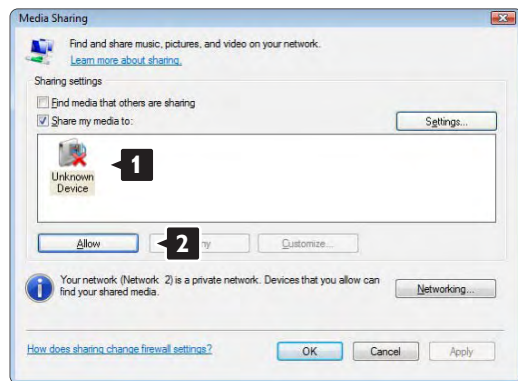 Media Sharing
Find and share music, pictures, and video on your network.
Learn more about sharing.
Sharing settings
Find media that others are sharing
Share my media to:
Settings...
Unknown
Device
1
Allow
2
ny
Customize...
Your network (Network 2) is a private network. Devices that you allow can
find your shared media.
Networking...
How does sharing change firewall settings?
OK
Cancel
Apply